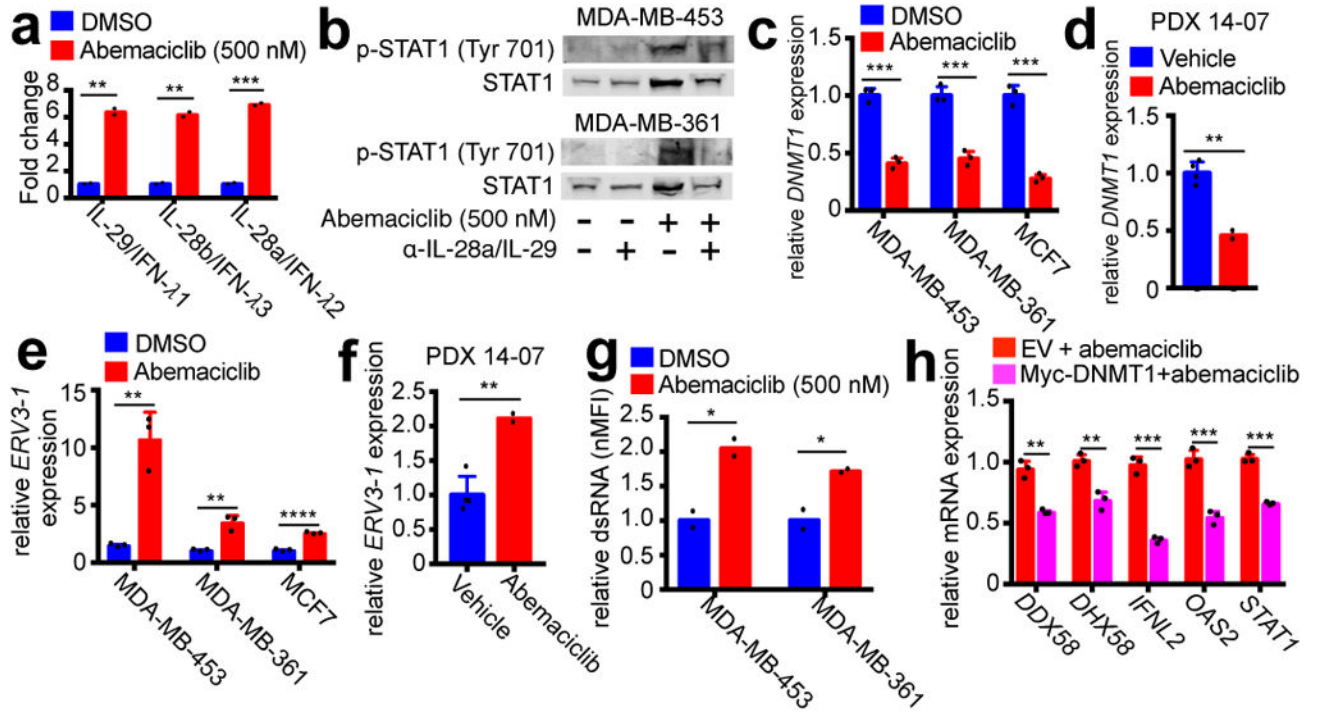 a
DMSO
Abemaciclib (500 nM)
Fold change
8
6
4
2
0
** ** ***
IL-29/IFN-λ1
IL-28b/IFN-λ3
IL-28a/IFN-λ2
b
MDA-MB-453
p-STAT1 (Tyr 701)
STAT1
MDA-MB-361
p-STAT1 (Tyr 701)
STAT1
Abemaciclib (500 nM) - - + +
α-IL-28a/IL-29 - + - +
c
DMSO
Abemaciclib
relative DNMT1 expression
1.5
1.0
0.5
0
*** *** ***
MDA-MB-453
MDA-MB-361
MCF7
d
PDX 14-07
Vehicle
Abemaciclib
relative DNMT1 expression
1.5
1.0
0.5
0
**
e
DMSO
Abemaciclib
relative ERV3-1
expression
15
10
5
0
** ** ****
MDA-MB-453
MDA-MB-361
MCF7
f
PDX 14-07
relative ERV3-1 expression
2.5
2.0
1.5
1.0
0.5
0
**
Vehicle
Abemaciclib
g
DMSO
Abemaciclib (500 nM)
relative dsRNA (nMFI)
2.5
2.0
1.5
1.0
0.5
0
* *
MDA-MB-453
MDA-MB-361
h
EV + abemaciclib
Myc-DNMT1+abemaciclib
relative mRNA expression
1.5
1.0
0.5
0
** ** *** *** ***
DDX58
DHX58
IFNL2
OAS2
STAT1